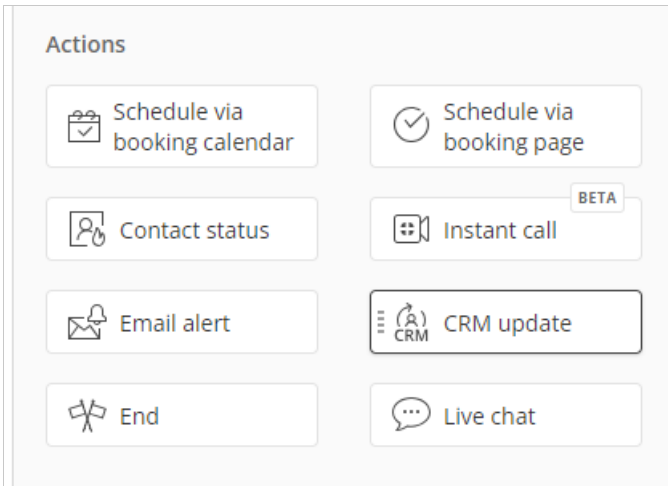 Actions
Schedule via
booking calendar
Schedule via
booking page
Contact status
BETA
Instant call
Email alert
CRM
CRM update
End
Live chat